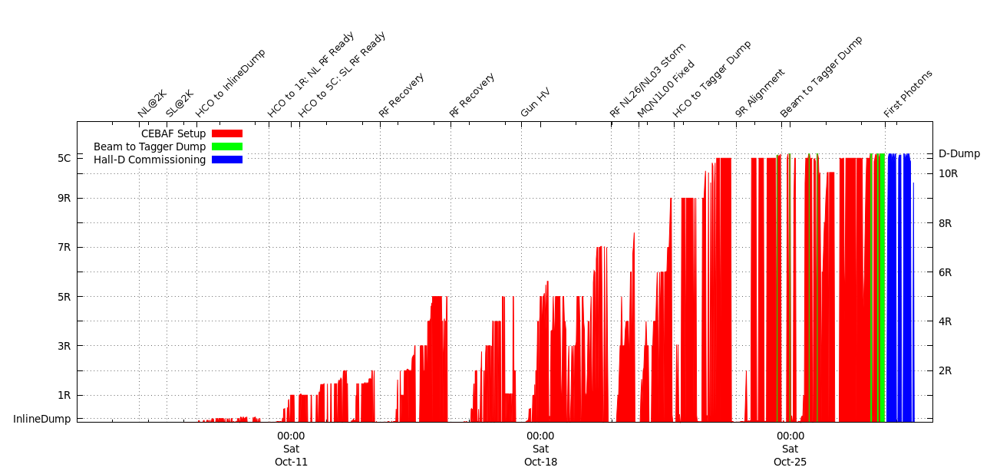 NL@2K
SL@2K
HCO to InlineDump
HCO to 1R: NL RF Ready
HCO to 5C: SL RF Ready
RF Recovery
RF Recovery
Gun HV
RF NL26/NL03 Storm
MQN1L00 Fixed
HCO to Tagger Dump
9R Alignment
Beam to Tagger Dump
First Photons
CEBAF Setup
Beam to Tagger Dump
Hall-D Commissioning
5C
9R
7R
5R
3R
1R
InlineDump
D-Dump
10R
8R
6R
4R
2R
00:00
Sat
Oct-11
00:00
Sat
Oct-18
00:00
Sat
Oct-25